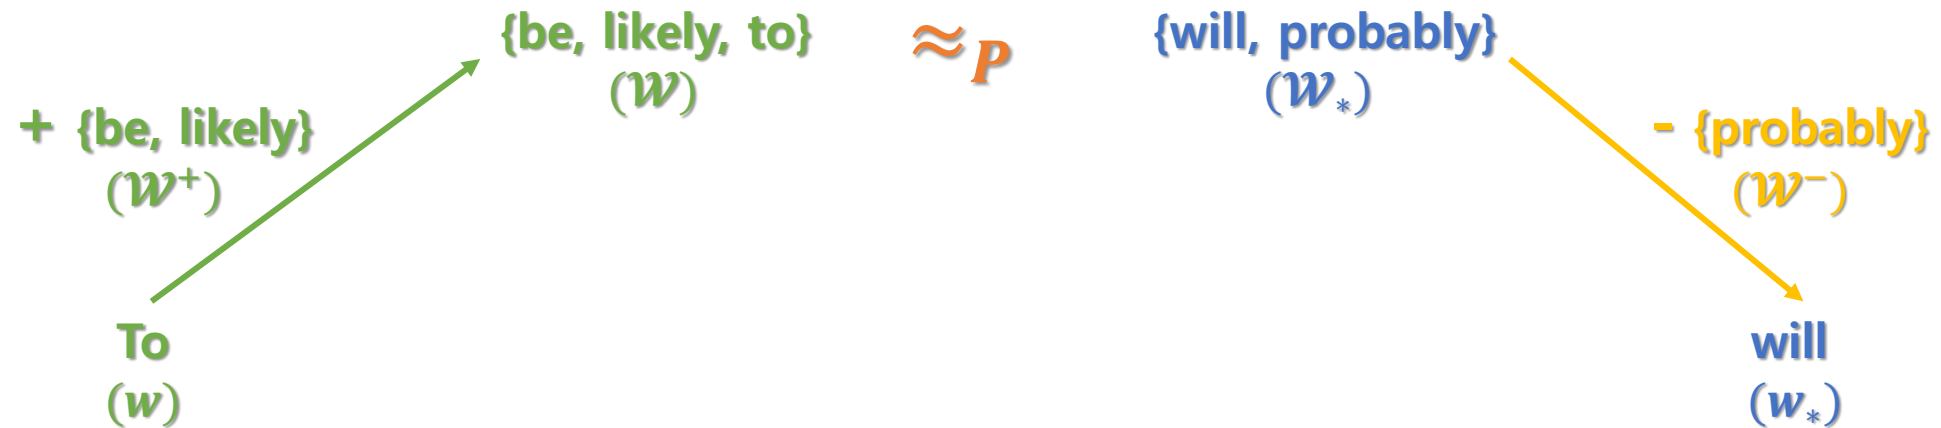 {be, likely, to} ≈P {will, probably}
(𝓦) (𝓦*)
+ {be, likely} - {probably}
(𝓦⁺) (𝓦⁻)
To will
(w) (w*)